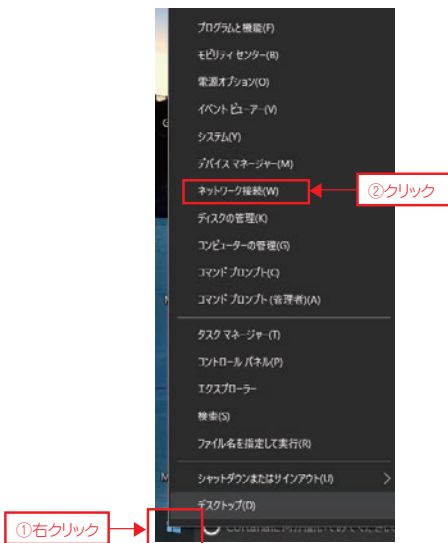 プログラムと機能(F)
モビリティ センター(B)
電源オプション(O)
イベント ビューアー(V)
システム(Y)
デバイス マネージャー(M)
ネットワーク接続(W)
②クリック
ディスクの管理(K)
コンピューターの管理(G)
コマンド プロンプト(C)
コマンド プロンプト (管理者)(A)
タスク マネージャー(T)
コントロール パネル(P)
エクスプローラー
検索(S)
ファイル名を指定して実行(R)
シャットダウンまたはサインアウト(U)
デスクトップ(D)
①右クリック